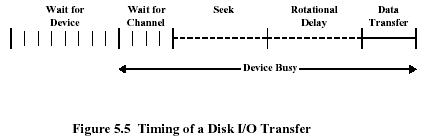 Wait for Wait for Seek Rotational Data
Device Channel Delay Transfer
Device Busy
Figure 5.5 Timing of a Disk I/O Transfer